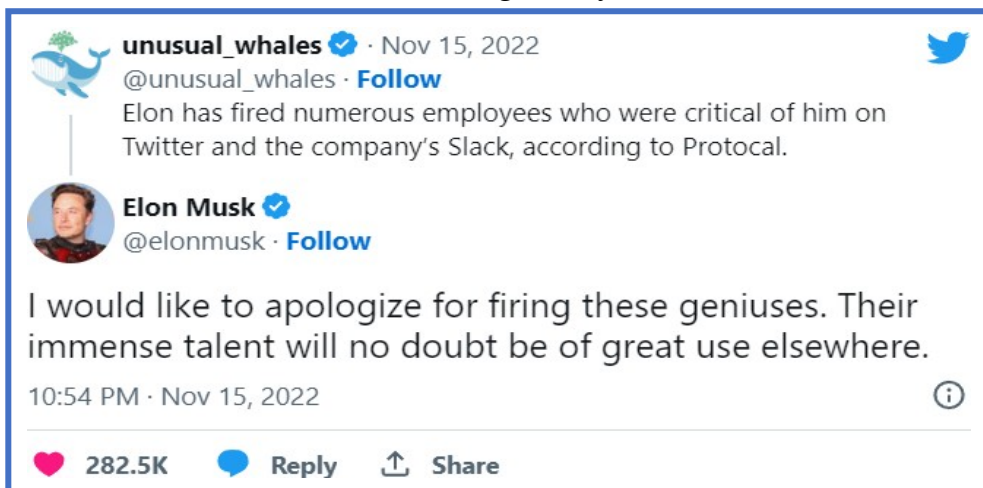 unusual_whales · Nov 15, 2022
@unusual_whales · Follow
Elon has fired numerous employees who were critical of him on
Twitter and the company's Slack, according to Protocal.
Elon Musk
@elonmusk · Follow
I would like to apologize for firing these geniuses. Their
immense talent will no doubt be of great use elsewhere.
10:54 PM · Nov 15, 2022
282.5K Reply Share